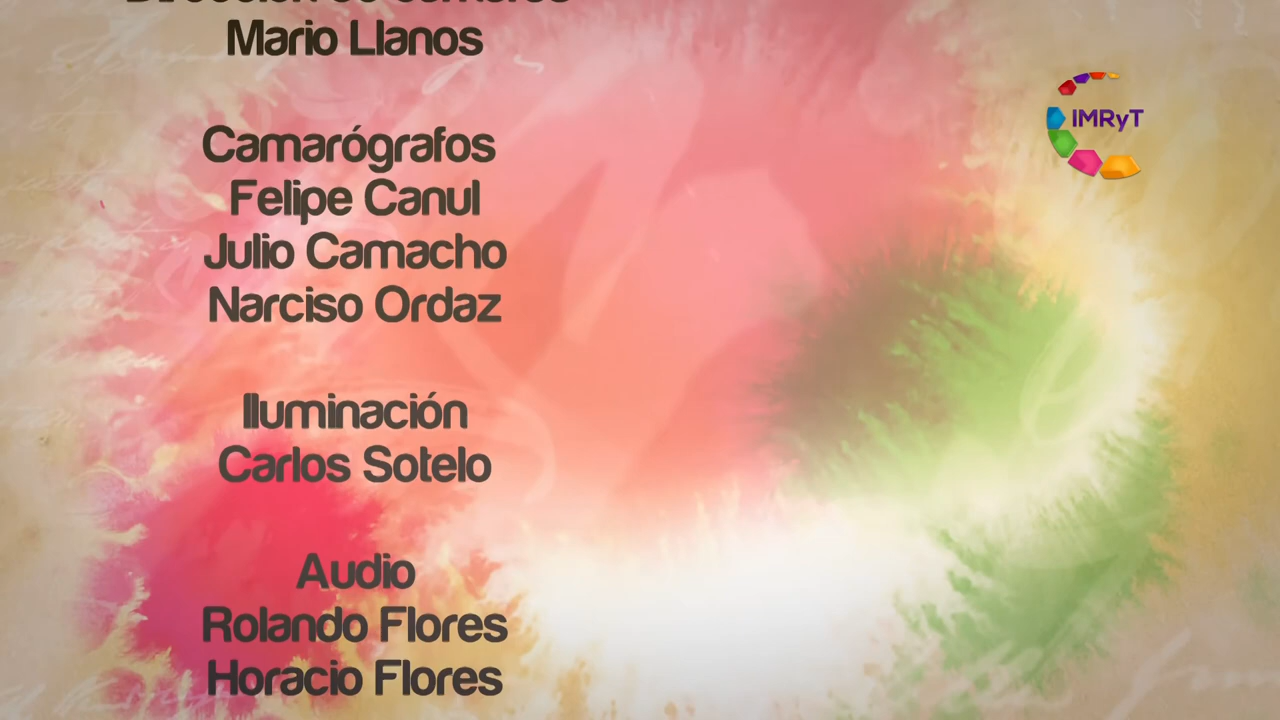 Mario Llanos
Camarógrafos
Felipe Canul
Julio Camacho
Narciso Ordaz
Iluminación
Carlos Sotelo
Audio
Rolando Flores
Horacio Flores
IMRyT